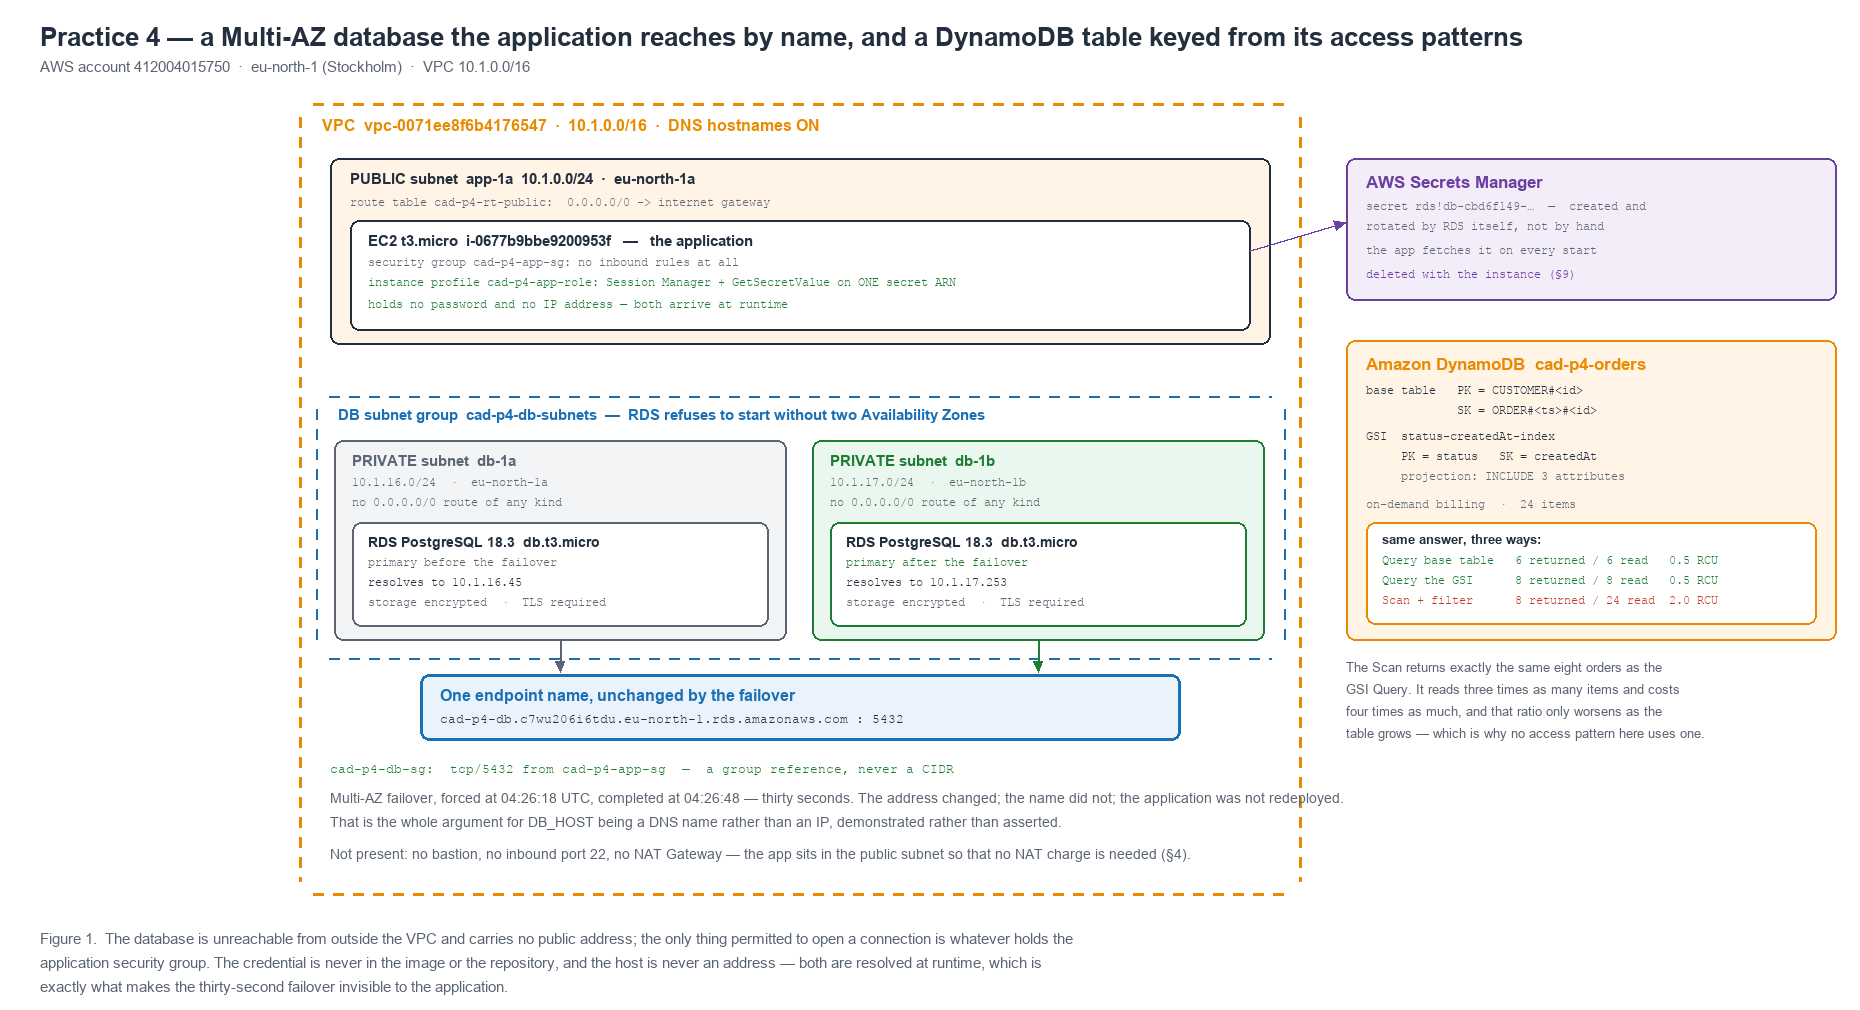 Practice 4 — a Multi-AZ database the application reaches by name, and a DynamoDB table keyed from its access patterns
AWS account 412004015750 · eu-north-1 (Stockholm) · VPC 10.1.0.0/16
VPC vpc-0071ee8f6b4176547 · 10.1.0.0/16 · DNS hostnames ON
PUBLIC subnet app-1a 10.1.0.0/24 · eu-north-1a
route table cad-p4-rt-public: 0.0.0.0/0 -> internet gateway
EC2 t3.micro i-0677b9bbe9200953f — the application
security group cad-p4-app-sg: no inbound rules at all
instance profile cad-p4-app-role: Session Manager + GetSecretValue on ONE secret ARN
holds no password and no IP address — both arrive at runtime
AWS Secrets Manager
secret rds!db-cbd6f149-… — created and
rotated by RDS itself, not by hand
the app fetches it on every start
deleted with the instance (§9)
DB subnet group cad-p4-db-subnets — RDS refuses to start without two Availability Zones
PRIVATE subnet db-1a
10.1.16.0/24 · eu-north-1a
no 0.0.0.0/0 route of any kind
RDS PostgreSQL 18.3 db.t3.micro
primary before the failover
resolves to 10.1.16.45
storage encrypted · TLS required
PRIVATE subnet db-1b
10.1.17.0/24 · eu-north-1b
no 0.0.0.0/0 route of any kind
RDS PostgreSQL 18.3 db.t3.micro
primary after the failover
resolves to 10.1.17.253
storage encrypted · TLS required
One endpoint name, unchanged by the failover
cad-p4-db.c7wu206i6tdu.eu-north-1.rds.amazonaws.com : 5432
Amazon DynamoDB cad-p4-orders
base table PK = CUSTOMER#<id>
SK = ORDER#<ts>#<id>
GSI status-createdAt-index
PK = status SK = createdAt
projection: INCLUDE 3 attributes
on-demand billing · 24 items
same answer, three ways:
Query base table 6 returned / 6 read 0.5 RCU
Query the GSI 8 returned / 8 read 0.5 RCU
Scan + filter 8 returned / 24 read 2.0 RCU
The Scan returns exactly the same eight orders as the
GSI Query. It reads three times as many items and costs
four times as much, and that ratio only worsens as the
table grows — which is why no access pattern here uses one.
cad-p4-db-sg: tcp/5432 from cad-p4-app-sg — a group reference, never a CIDR
Multi-AZ failover, forced at 04:26:18 UTC, completed at 04:26:48 — thirty seconds. The address changed; the name did not; the application was not redeployed.
That is the whole argument for DB_HOST being a DNS name rather than an IP, demonstrated rather than asserted.
Not present: no bastion, no inbound port 22, no NAT Gateway — the app sits in the public subnet so that no NAT charge is needed (§4).
Figure 1. The database is unreachable from outside the VPC and carries no public address; the only thing permitted to open a connection is whatever holds the
application security group. The credential is never in the image or the repository, and the host is never an address — both are resolved at runtime, which is
exactly what makes the thirty-second failover invisible to the application.